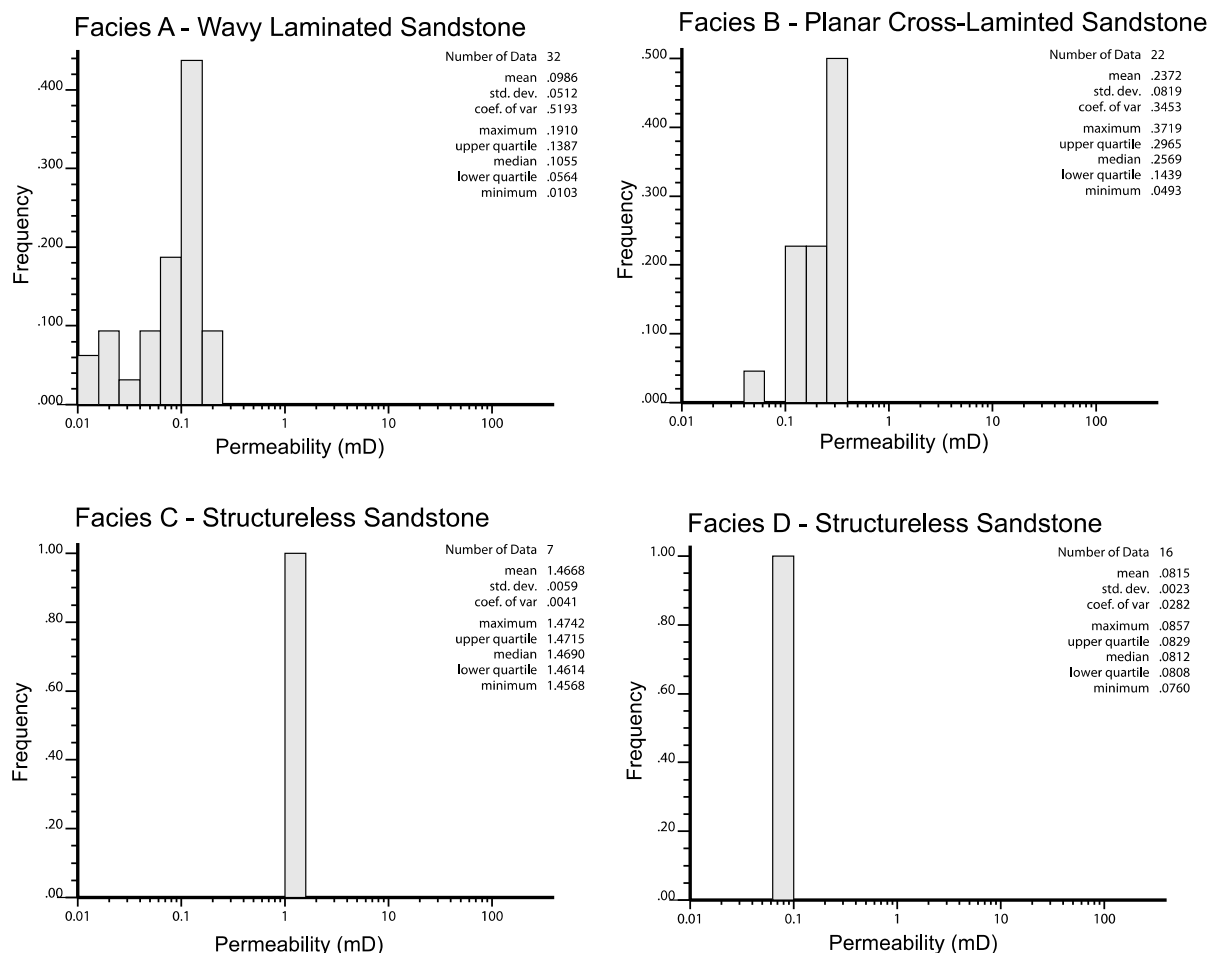 Facies A - Wavy Laminated Sandstone
Number of Data 32
mean .0986
std. dev. .0512
coef. of var .5193
maximum .1910
upper quartile .1387
median .1055
lower quartile .0564
minimum .0103
Frequency
.400
.300
.200
.100
.000
0.01 0.1 1 10 100
Permeability (mD)
Facies B - Planar Cross-Laminted Sandstone
Number of Data 22
mean .2372
std. dev. .0819
coef. of var .3453
maximum .3719
upper quartile .2965
median .2569
lower quartile .1439
minimum .0493
Frequency
.500
.400
.300
.200
.100
.000
0.01 0.1 1 10 100
Permeability (mD)
Facies C - Structureless Sandstone
Number of Data 7
mean 1.4668
std. dev. .0059
coef. of var .0041
maximum 1.4742
upper quartile 1.4715
median 1.4690
lower quartile 1.4614
minimum 1.4568
Frequency
1.00
.80
.60
.40
.20
.00
0.01 0.1 1 10 100
Permeability (mD)
Facies D - Structureless Sandstone
Number of Data 16
mean .0815
std. dev. .0023
coef. of var .0282
maximum .0857
upper quartile .0829
median .0812
lower quartile .0808
minimum .0760
Frequency
1.00
.80
.60
.40
.20
.00
0.01 0.1 1 10 100
Permeability (mD)